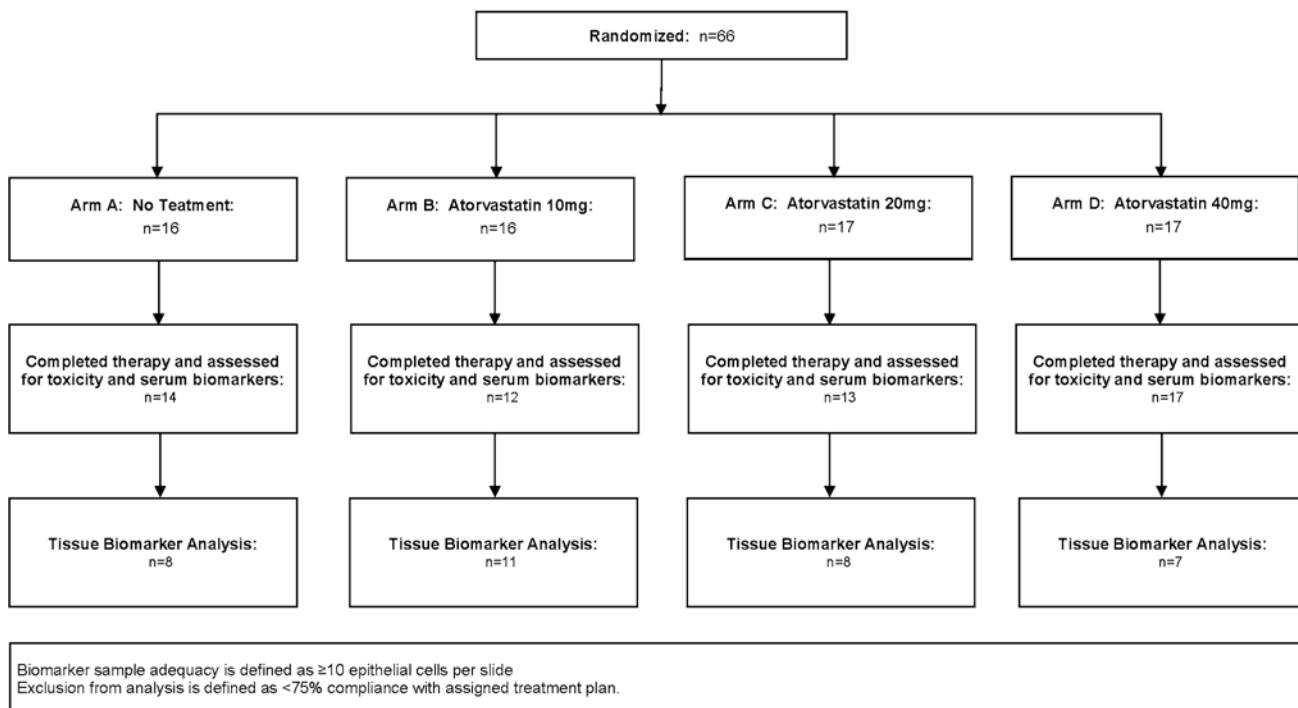 Randomized: n=66
Arm A: No Teatment:
n=16
Arm B: Atorvastatin 10mg:
n=16
Arm C: Atorvastatin 20mg:
n=17
Arm D: Atorvastatin 40mg:
n=17
Completed therapy and assessed
for toxicity and serum biomarkers:
n=14
Completed therapy and assessed
for toxicity and serum biomarkers:
n=12
Completed therapy and assessed
for toxicity and serum biomarkers:
n=13
Completed therapy and assessed
for toxicity and serum biomarkers:
n=17
Tissue Biomarker Analysis:
n=8
Tissue Biomarker Analysis:
n=11
Tissue Biomarker Analysis:
n=8
Tissue Biomarker Analysis:
n=7
Biomarker sample adequacy is defined as ≥10 epithelial cells per slide
Exclusion from analysis is defined as <75% compliance with assigned treatment plan.